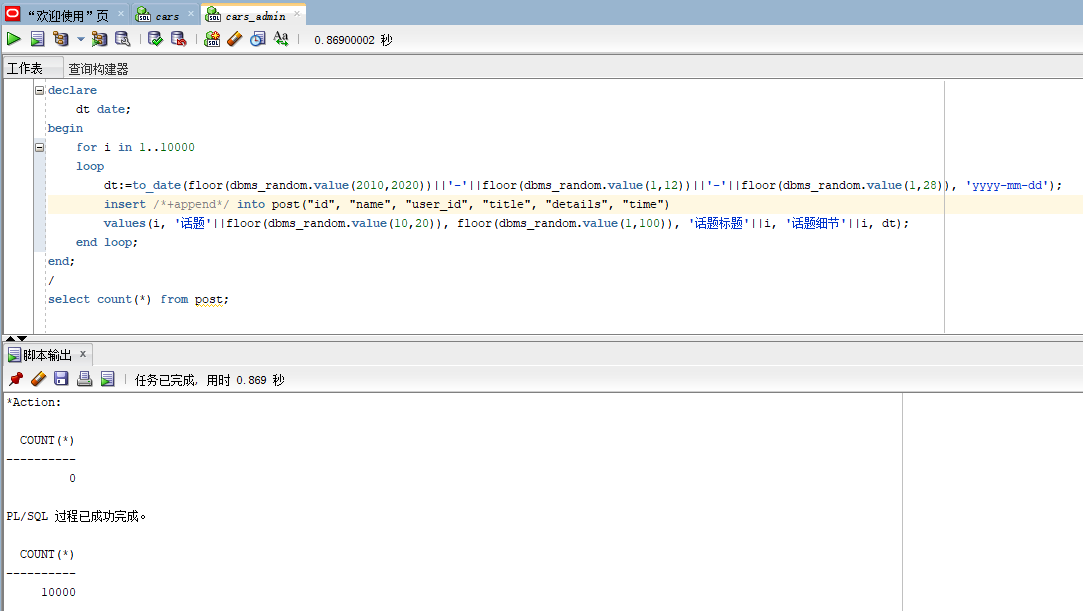 “欢迎使用”页 cars cars_admin
0.86900002 秒
工作表 查询构建器
declare
dt date;
begin
for i in 1..10000
loop
dt:=to_date(floor(dbms_random.value(2010,2020))||'-'||floor(dbms_random.value(1,12))||'-'||floor(dbms_random.value(1,28)), 'yyyy-mm-dd');
insert /*+append*/ into post("id", "name", "user_id", "title", "details", "time")
values(i, '话题'||floor(dbms_random.value(10,20)), floor(dbms_random.value(1,100)), '话题标题'||i, '话题细节'||i, dt);
end loop;
end;
/
select count(*) from post;
脚本输出 x
任务已完成, 用时 0.869 秒
*Action:
COUNT(*)
----------
0
PL/SQL 过程已成功完成。
COUNT(*)
----------
10000